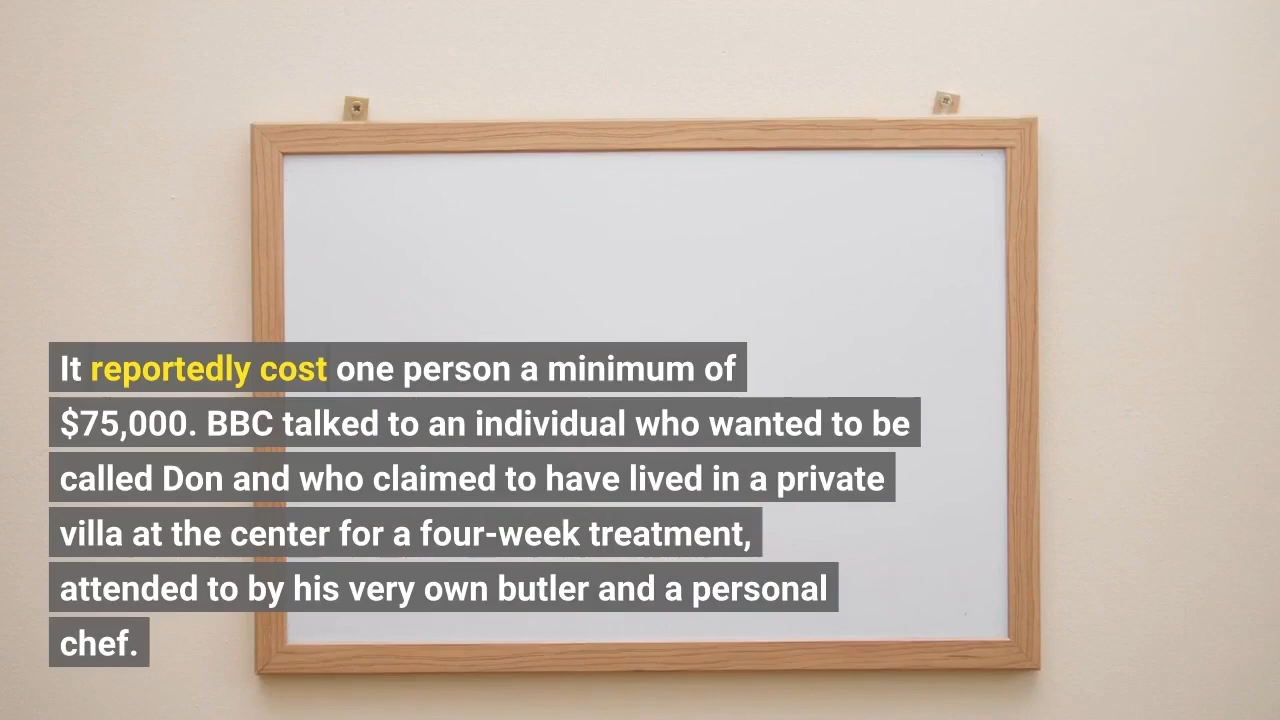 It reportedly cost one person a minimum of
$75,000. BBC talked to an individual who wanted to be
called Don and who claimed to have lived in a private
villa at the center for a four-week treatment,
attended to by his very own butler and a personal
chef.